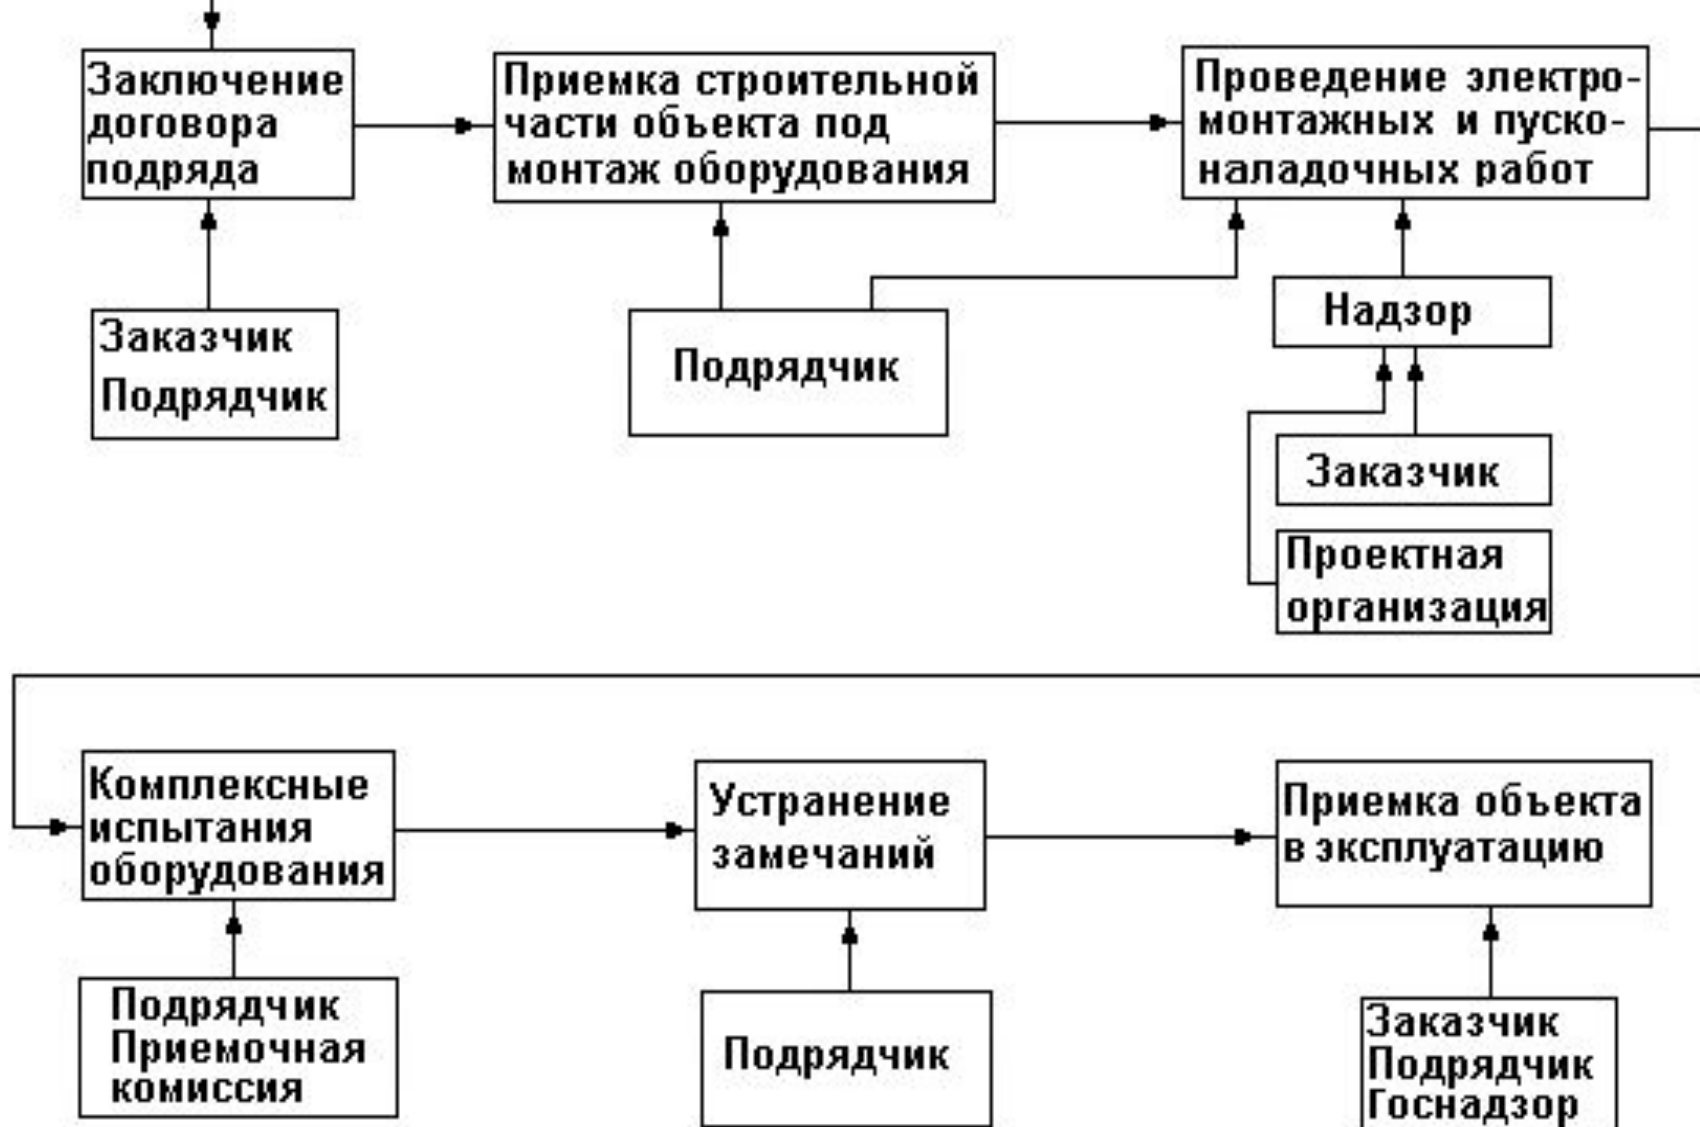 Заключение
договора
подряда
Приемка строительной
части объекта под
монтаж оборудования
Проведение электро-
монтажных и пуско-
наладочных работ
Заказчик
Подрядчик
Подрядчик
Надзор
Заказчик
Проектная
организация
Комплексные
испытания
оборудования
Устранение
замечаний
Приемка объекта
в эксплуатацию
Подрядчик
Приемочная
комиссия
Подрядчик
Заказчик
Подрядчик
Госнадзор